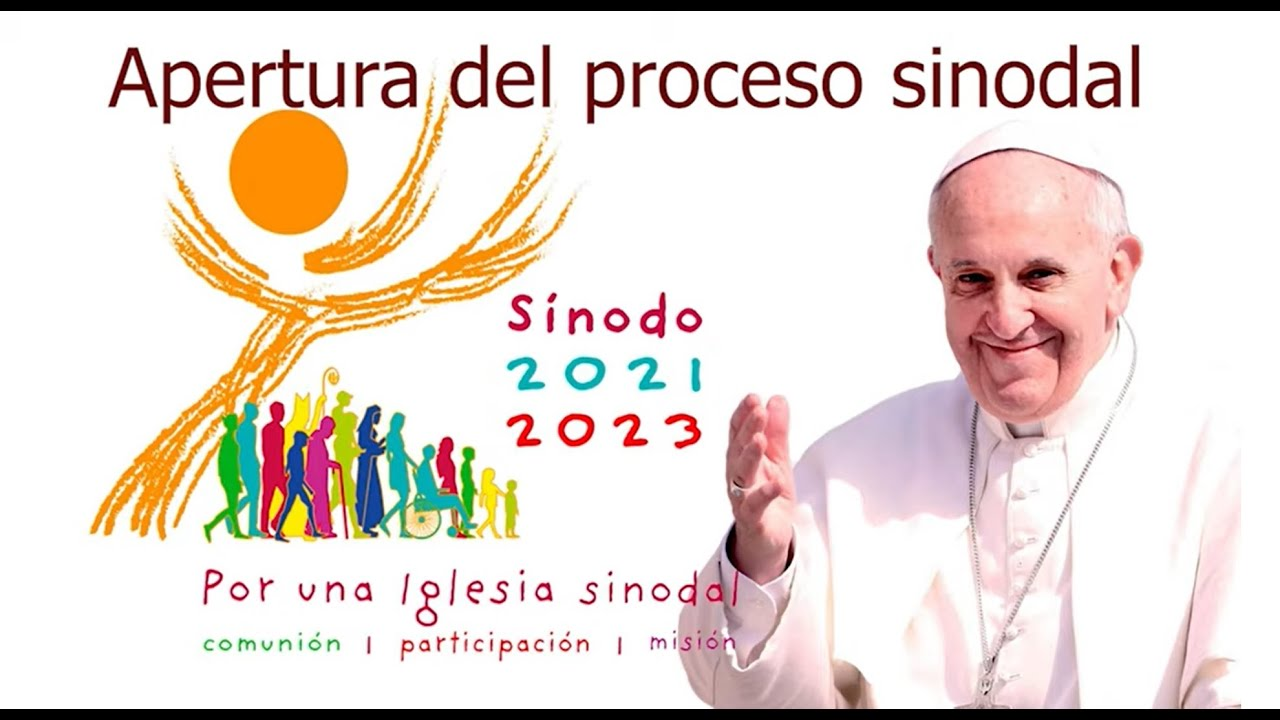 Apertura del proceso sinodal
Sínodo
2021
2023
Por una Iglesia sinodal
comunión | participación | misión